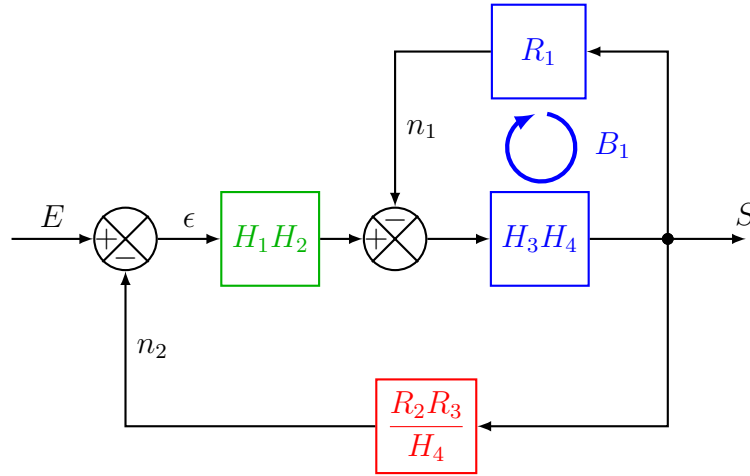 R₁
n₁
B₁
E
ϵ
H₁H₂
H₃H₄
S
+
−
+
−
n₂
R₂R₃
H₄